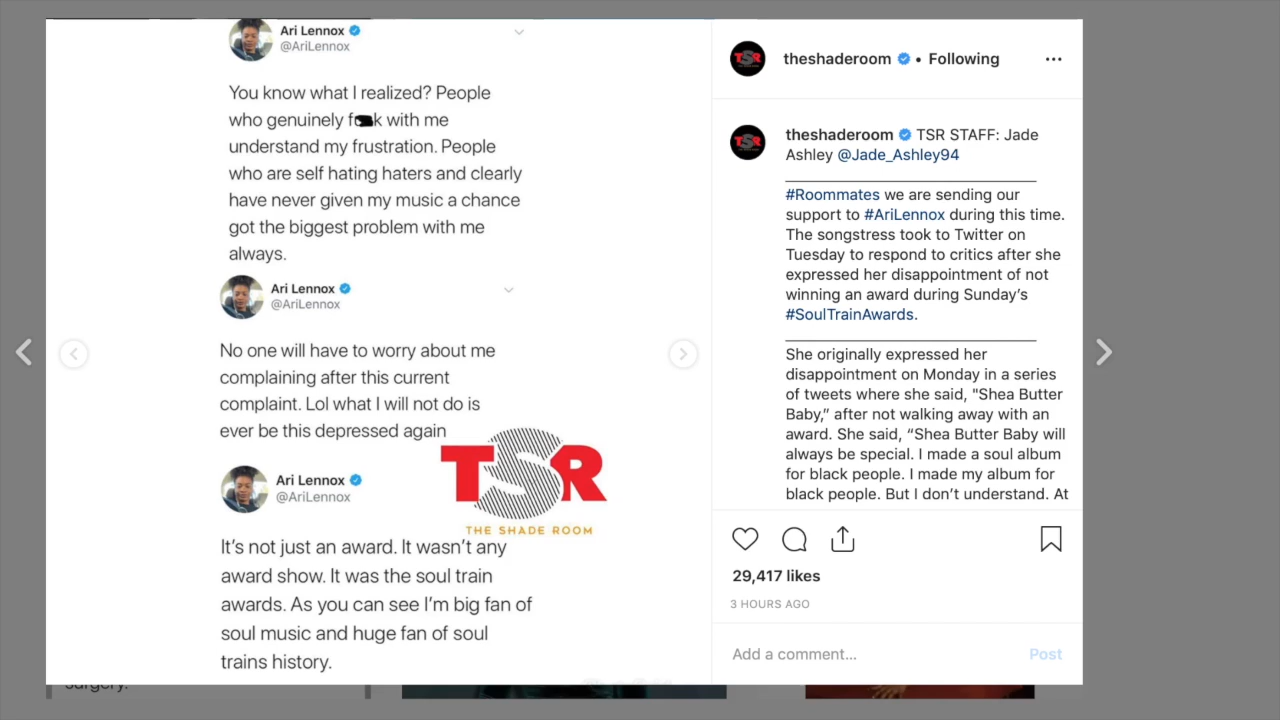 Ari Lennox
@AriLennox
You know what I realized? People
who genuinely f k with me
understand my frustration. People
who are self hating haters and clearly
have never given my music a chance
got the biggest problem with me
always.
Ari Lennox
@AriLennox
No one will have to worry about me
complaining after this current
complaint. Lol what I will not do is
ever be this depressed again
Ari Lennox
@AriLennox
TSR
THE SHADE ROOM
It's not just an award. It wasn't any
award show. It was the soul train
awards. As you can see I'm big fan of
soul music and huge fan of soul
trains history.
TSR
theshaderoom • Following
TSR
theshaderoom TSR STAFF: Jade
Ashley @Jade_Ashley94
#Roommates we are sending our
support to #AriLennox during this time.
The songstress took to Twitter on
Tuesday to respond to critics after she
expressed her disappointment of not
winning an award during Sunday's
#SoulTrainAwards.
She originally expressed her
disappointment on Monday in a series
of tweets where she said, "Shea Butter
Baby," after not walking away with an
award. She said, “Shea Butter Baby will
always be special. I made a soul album
for black people. I made my album for
black people. But I don't understand. At
29,417 likes
3 HOURS AGO
Add a comment...
Post
surgery.